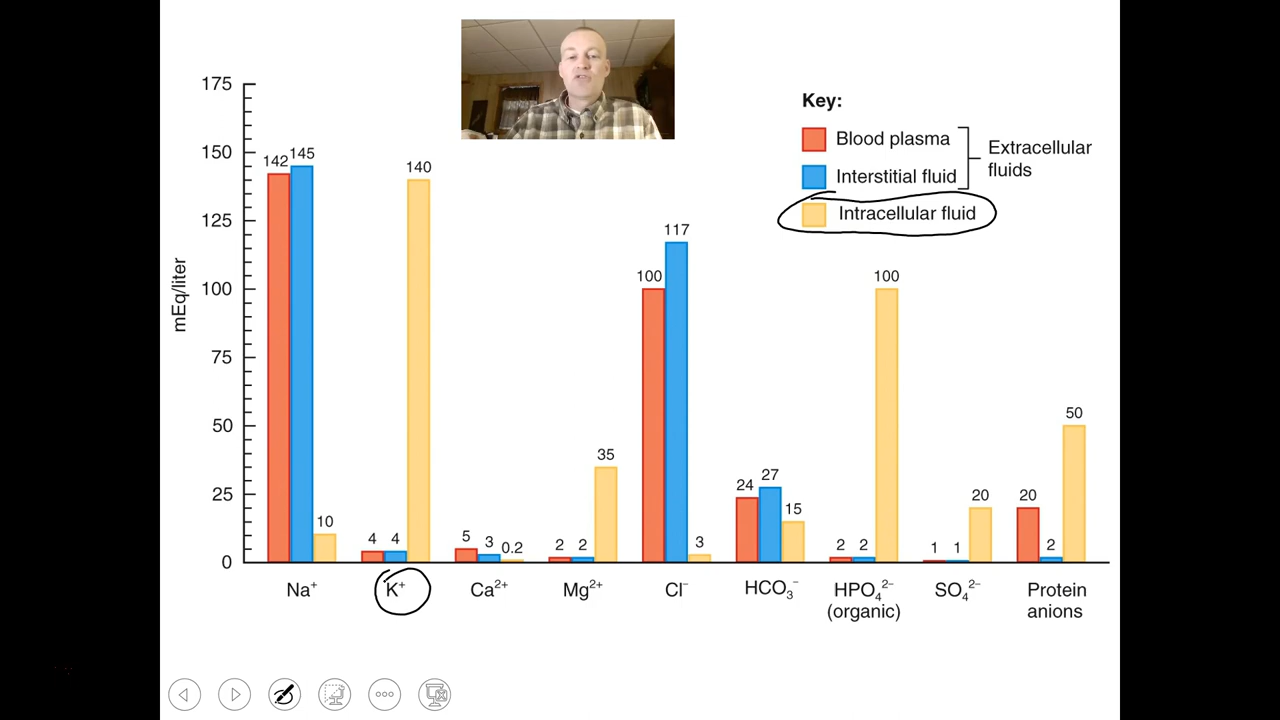 Key:
Blood plasma
Interstitial fluid
Extracellular
fluids
Intracellular fluid
mEq/liter
175
150
125
100
75
50
25
0
142 145 10
4 4 140
5 3 0.2
2 2 35
100 117 3
24 27 15
2 2 100
1 1 20
20 2 50
Na⁺ K⁺ Ca²⁺ Mg²⁺ Cl⁻ HCO₃⁻ HPO₄²⁻ SO₄²⁻ Protein
(organic) anions